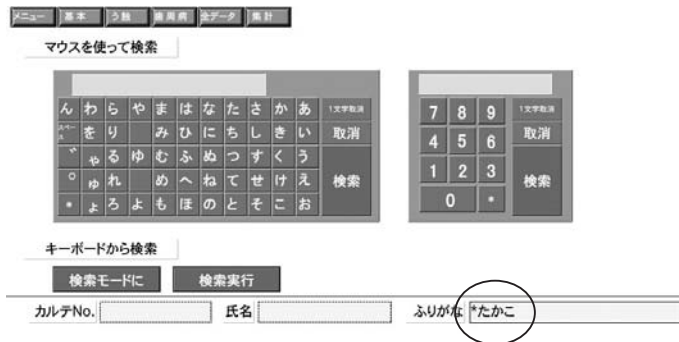 メニュー 基本 う蝕 歯周病 全データ 集計
マウスを使って検索
ん わ ら や ま は な た さ か あ 1文字取消 7 8 9 1文字取消
スペース を り み ひ に ち し き い 取消 4 5 6 取消
゛ ゃ る ゆ む ふ ぬ つ す く う 検索 1 2 3 検索
゜ ゅ れ め へ ね て せ け え 0 *
* ょ ろ よ も ほ の と そ こ お
キーボードから検索
検索モードに 検索実行
カルテNo. 氏名 ふりがな *たかこ